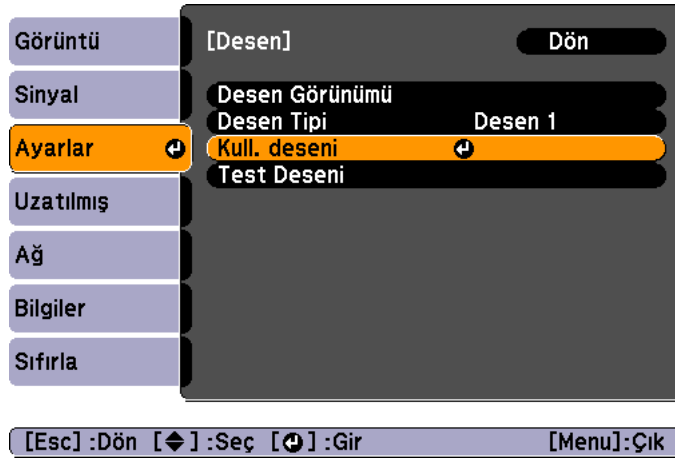 Görüntü
Sinyal
Ayarlar
Uzatılmış
Ağ
Bilgiler
Sıfırla
[Desen] Dön
Desen Görünümü
Desen Tipi Desen 1
Kull. deseni
Test Deseni
[Esc] :Dön [◆] :Seç [⏎] :Gir [Menu]:Çık